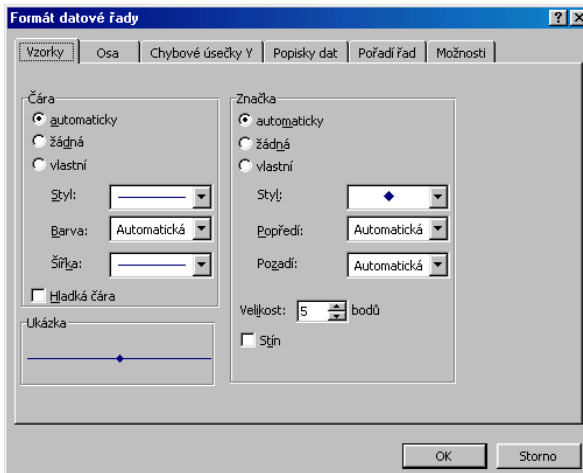 Formát datové řady
Vzorky
Osa
Chybové úsečky Y
Popisky dat
Pořadí řad
Možnosti
Čára
automaticky
žádná
vlastní
Styl:
Barva: Automatická
Šířka:
Hladká čára
Ukázka
Značka
automaticky
žádná
vlastní
Styl:
Popředí: Automatická
Pozadí: Automatická
Velikost: 5 bodů
Stín
OK
Storno